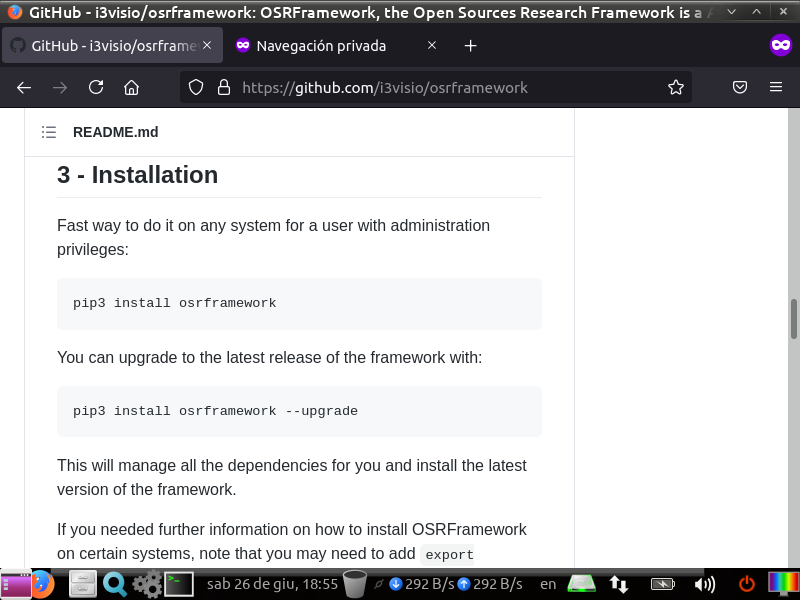 GitHub - i3visio/osrframework: OSRFramework, the Open Sources Research Framework is a A
GitHub - i3visio/osrframe
Navegación privada
https://github.com/i3visio/osrframework
README.md
3 - Installation
Fast way to do it on any system for a user with administration
privileges:
pip3 install osrframework
You can upgrade to the latest release of the framework with:
pip3 install osrframework --upgrade
This will manage all the dependencies for you and install the latest
version of the framework.
If you needed further information on how to install OSRFramework
on certain systems, note that you may need to add export
sab 26 de giu, 18:55
292 B/s
292 B/s
en